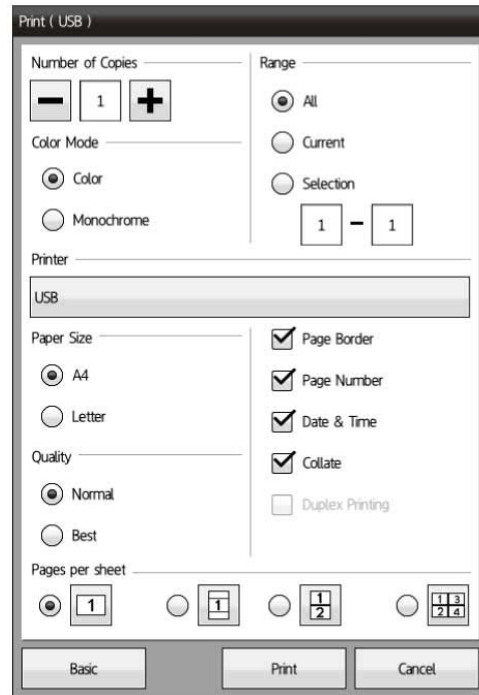 Print ( USB )
Number of Copies
1
Color Mode
Color
Monochrome
Range
All
Current
Selection
1 – 1
Printer
USB
Paper Size
A4
Letter
Quality
Normal
Best
Page Border
Page Number
Date & Time
Collate
Duplex Printing
Pages per sheet
1
1
1
2
1 3
2 4
Basic
Print
Cancel